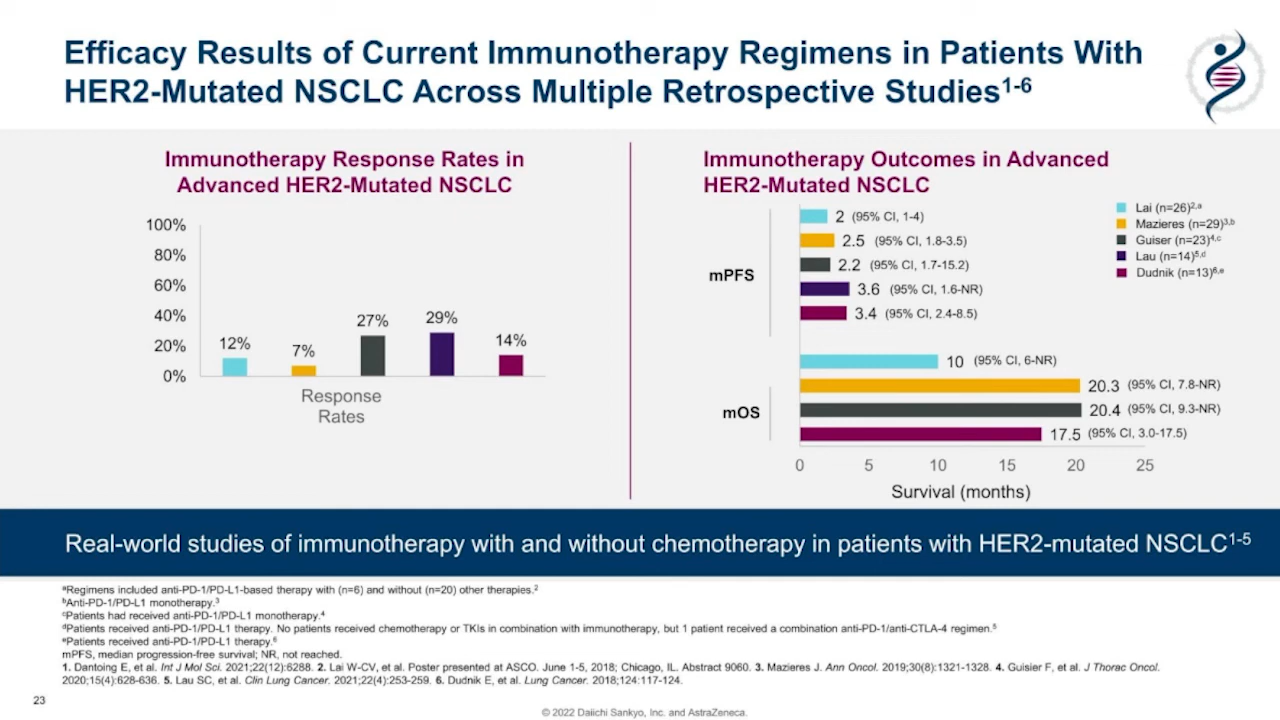 Efficacy Results of Current Immunotherapy Regimens in Patients With
HER2-Mutated NSCLC Across Multiple Retrospective Studies1-6
Immunotherapy Response Rates in
Advanced HER2-Mutated NSCLC
100%
80%
60%
40%
20%
0%
12%
7%
27%
29%
14%
Response
Rates
Immunotherapy Outcomes in Advanced
HER2-Mutated NSCLC
Lai (n=26)2,a
Mazieres (n=29)3,b
Guiser (n=23)4,c
Lau (n=14)5,d
Dudnik (n=13)6,e
mPFS
2 (95% CI, 1-4)
2.5 (95% CI, 1.8-3.5)
2.2 (95% CI, 1.7-15.2)
3.6 (95% CI, 1.6-NR)
3.4 (95% CI, 2.4-8.5)
mOS
10 (95% CI, 6-NR)
20.3 (95% CI, 7.8-NR)
20.4 (95% CI, 9.3-NR)
17.5 (95% CI, 3.0-17.5)
0 5 10 15 20 25
Survival (months)
Real-world studies of immunotherapy with and without chemotherapy in patients with HER2-mutated NSCLC1-5
aRegimens included anti-PD-1/PD-L1-based therapy with (n=6) and without (n=20) other therapies.2
bAnti-PD-1/PD-L1 monotherapy.3
cPatients had received anti-PD-1/PD-L1 monotherapy.4
dPatients received anti-PD-1/PD-L1 therapy. No patients received chemotherapy or TKIs in combination with immunotherapy, but 1 patient received a combination anti-PD-1/anti-CTLA-4 regimen.5
ePatients received anti-PD-1/PD-L1 therapy.6
mPFS, median progression-free survival; NR, not reached.
1. Dantoing E, et al. Int J Mol Sci. 2021;22(12):6288. 2. Lai W-CV, et al. Poster presented at ASCO. June 1-5, 2018; Chicago, IL. Abstract 9060. 3. Mazieres J. Ann Oncol. 2019;30(8):1321-1328. 4. Guisier F, et al. J Thorac Oncol.
2020;15(4):628-636. 5. Lau SC, et al. Clin Lung Cancer. 2021;22(4):253-259. 6. Dudnik E, et al. Lung Cancer. 2018;124:117-124.
23
© 2022 Daiichi Sankyo, Inc. and AstraZeneca.